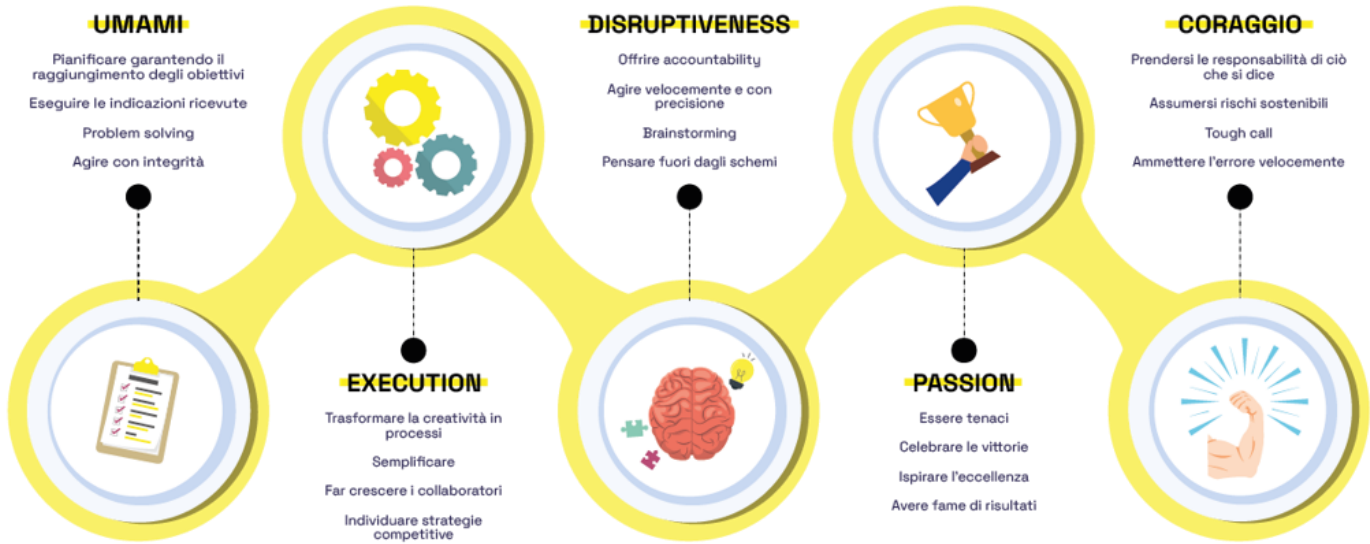 UMAMI
Pianificare garantendo il
raggiungimento degli obiettivi
Eseguire le indicazioni ricevute
Problem solving
Agire con integrità
EXECUTION
Trasformare la creatività in
processi
Semplificare
Far crescere i collaboratori
Individuare strategie
competitive
DISRUPTIVENESS
Offrire accountability
Agire velocemente e con
precisione
Brainstorming
Pensare fuori dagli schemi
PASSION
Essere tenaci
Celebrare le vittorie
Ispirare l'eccellenza
Avere fame di risultati
CORAGGIO
Prendersi le responsabilità di ciò
che si dice
Assumersi rischi sostenibili
Tough call
Ammettere l'errore velocemente